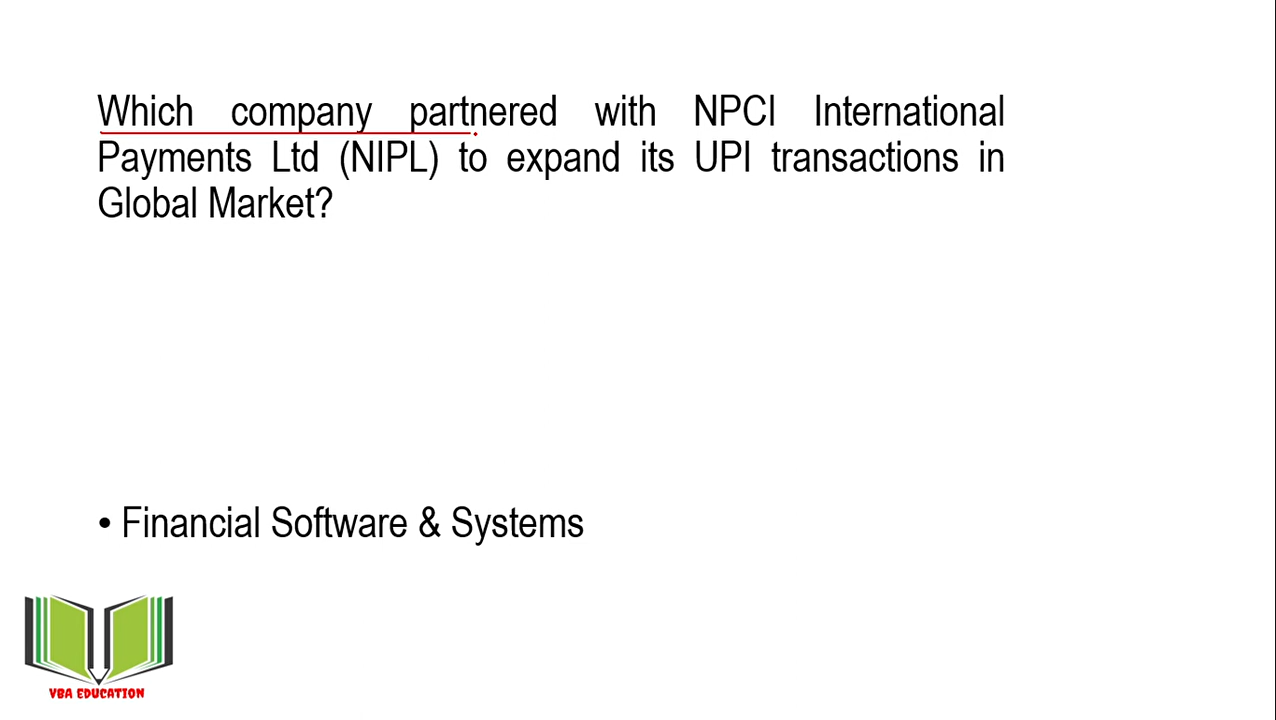 Which company partnered with NPCI International
Payments Ltd (NIPL) to expand its UPI transactions in
Global Market?
• Financial Software & Systems
VBA EDUCATION